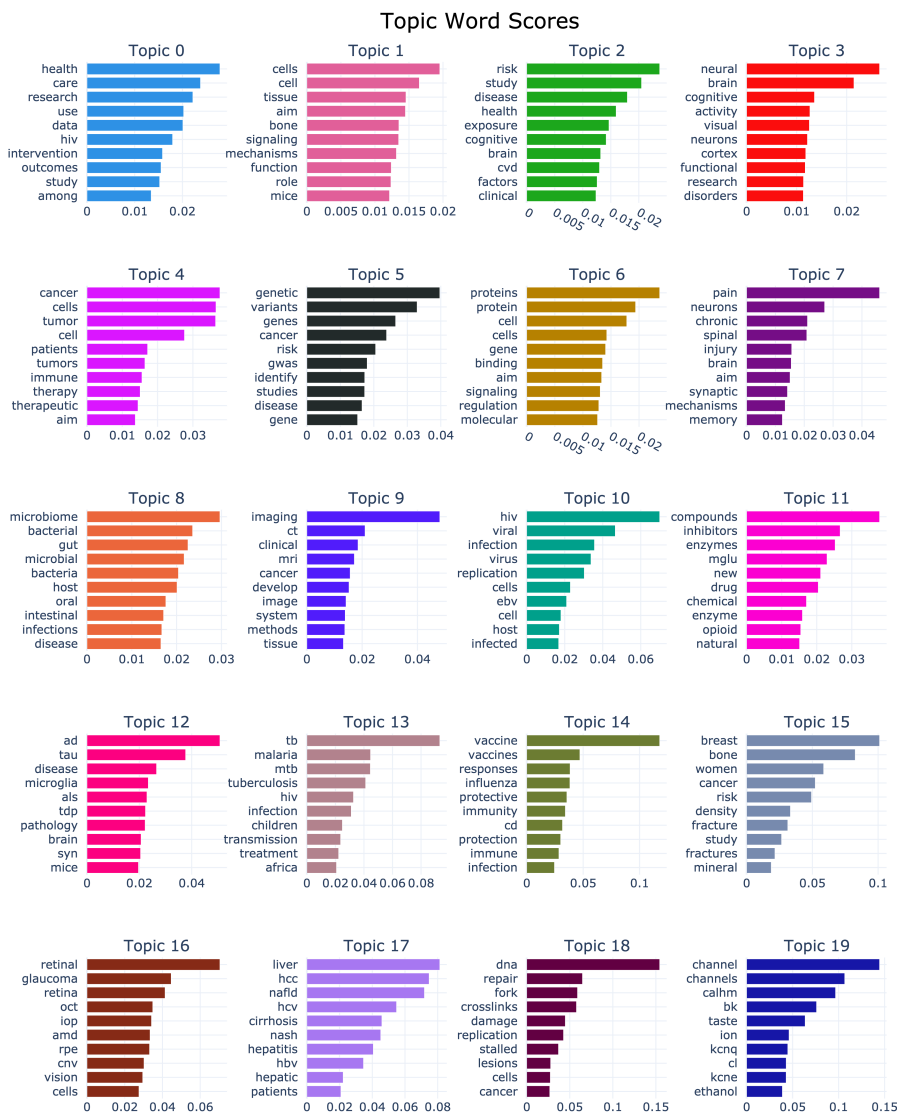 Topic Word Scores
Topic 0
health
care
research
use
data
hiv
intervention
outcomes
study
among
0
0.02
Topic 1
cells
cell
tissue
aim
bone
signaling
mechanisms
function
role
mice
0
0.005
0.01
0.015
0.02
Topic 2
risk
study
disease
health
exposure
cognitive
brain
cvd
factors
clinical
0
0.005
0.01
0.015
0.02
Topic 3
neural
brain
cognitive
activity
visual
neurons
cortex
functional
research
disorders
0
0.01
0.02
Topic 4
cancer
cells
tumor
cell
patients
tumors
immune
therapy
therapeutic
aim
0
0.01
0.02
0.03
Topic 5
genetic
variants
genes
cancer
risk
gwas
identify
studies
disease
gene
0
0.01
0.02
0.03
0.04
Topic 6
proteins
protein
cell
cells
gene
binding
aim
signaling
regulation
molecular
0
0.005
0.01
0.015
0.02
Topic 7
pain
neurons
chronic
spinal
injury
brain
aim
synaptic
mechanisms
memory
0
0.01
0.02
0.03
0.04
Topic 8
microbiome
bacterial
gut
microbial
bacteria
host
oral
intestinal
infections
disease
0
0.01
0.02
0.03
Topic 9
imaging
ct
clinical
mri
cancer
develop
image
system
methods
tissue
0
0.02
0.04
Topic 10
hiv
viral
infection
virus
replication
cells
ebv
cell
host
infected
0
0.02
0.04
0.06
Topic 11
compounds
inhibitors
enzymes
mglu
new
drug
chemical
enzyme
opioid
natural
0
0.01
0.02
0.03
Topic 12
ad
tau
disease
microglia
als
tdp
pathology
brain
syn
mice
0
0.02
0.04
Topic 13
tb
malaria
mtb
tuberculosis
hiv
infection
children
transmission
treatment
africa
0
0.02
0.04
0.06
0.08
Topic 14
vaccine
vaccines
responses
influenza
protective
immunity
cd
protection
immune
infection
0
0.05
0.1
Topic 15
breast
bone
women
cancer
risk
density
fracture
study
fractures
mineral
0
0.05
0.1
Topic 16
retinal
glaucoma
retina
oct
iop
amd
rpe
cnv
vision
cells
0
0.02
0.04
0.06
Topic 17
liver
hcc
nafld
hcv
cirrhosis
nash
hepatitis
hbv
hepatic
patients
0
0.02
0.04
0.06
0.08
Topic 18
dna
repair
fork
crosslinks
damage
replication
stalled
lesions
cells
cancer
0
0.05
0.1
0.15
Topic 19
channel
channels
calhm
bk
taste
ion
kcnq
cl
kcne
ethanol
0
0.05
0.1
0.15